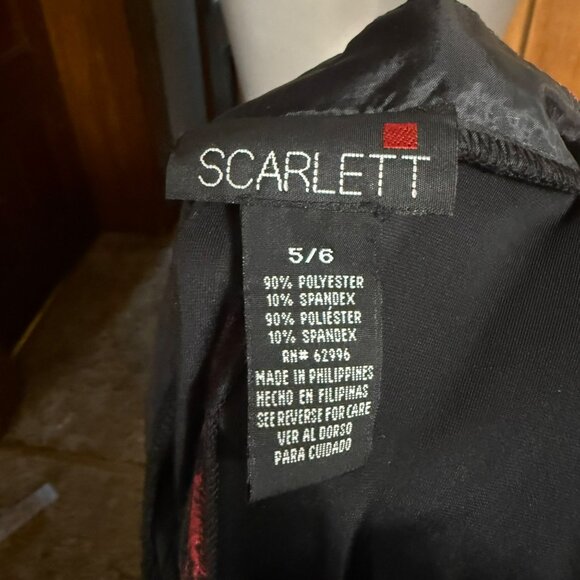 SCARLETT
5/6
90% POLYESTER
10% SPANDEX
90% POLIÉSTER
10% SPANDEX
RN# 62996
MADE IN PHILIPPINES
HECHO EN FILIPINAS
SEE REVERSE FOR CARE
VER AL DORSO
PARA CUIDADO